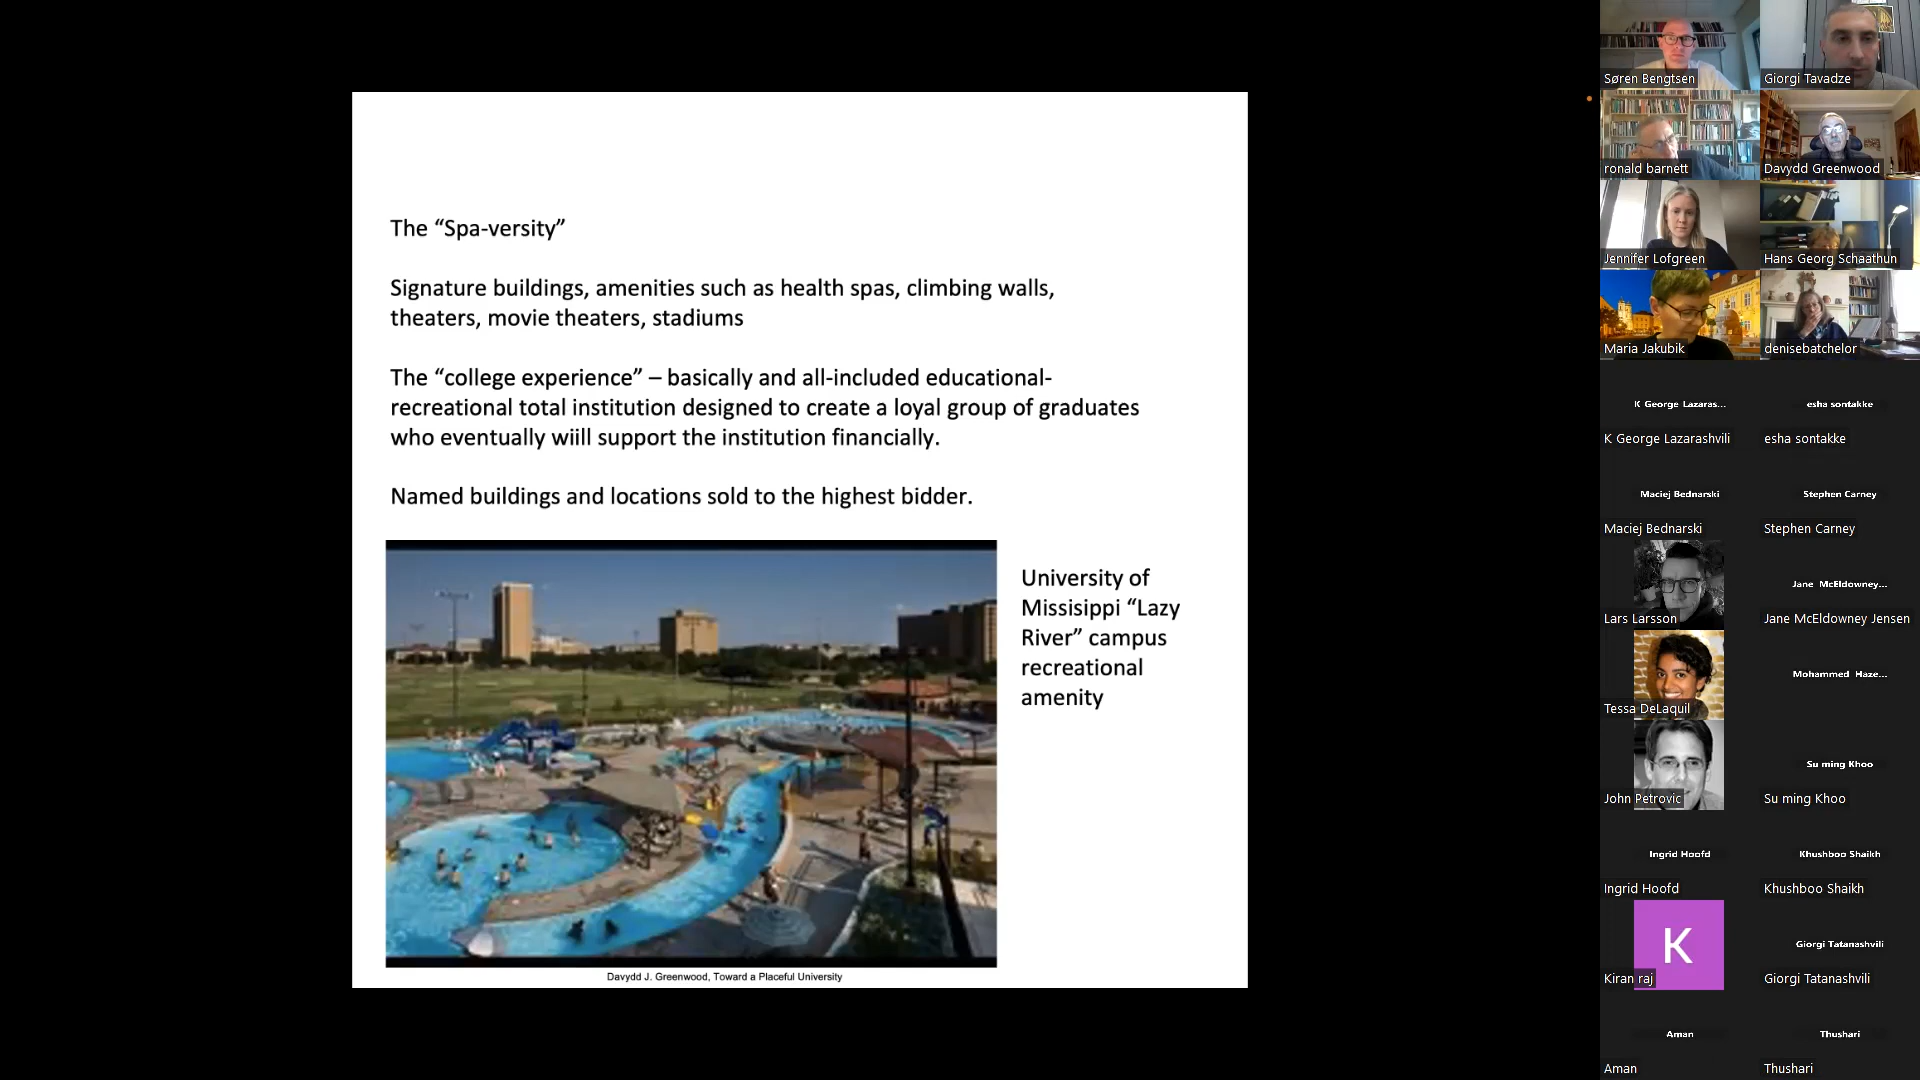 The “Spa-versity”
Signature buildings, amenities such as health spas, climbing walls,
theaters, movie theaters, stadiums
The “college experience” – basically and all-included educational-
recreational total institution designed to create a loyal group of graduates
who eventually wiill support the institution financially.
Named buildings and locations sold to the highest bidder.
University of
Missisippi “Lazy
River” campus
recreational
amenity
Davydd J. Greenwood, Toward a Placeful University
Søren Bengtsen
Giorgi Tavadze
ronald barnett
Davydd Greenwood
Jennifer Lofgreen
Hans Georg Schaathun
Maria Jakubik
denisebatchelor
K George Lazaras...
esha sontakke
K George Lazarashvili
esha sontakke
Maciej Bednarski
Stephen Carney
Maciej Bednarski
Stephen Carney
Jane McEldowney...
Lars Larsson
Jane McEldowney Jensen
Mohammed Haze...
Tessa DeLaquil
Su ming Khoo
John Petrovic
Su ming Khoo
Ingrid Hoofd
Khushboo Shaikh
Ingrid Hoofd
Khushboo Shaikh
K
Giorgi Tatanashvili
Kiran raj
Giorgi Tatanashvili
Aman
Thushari
Aman
Thushari